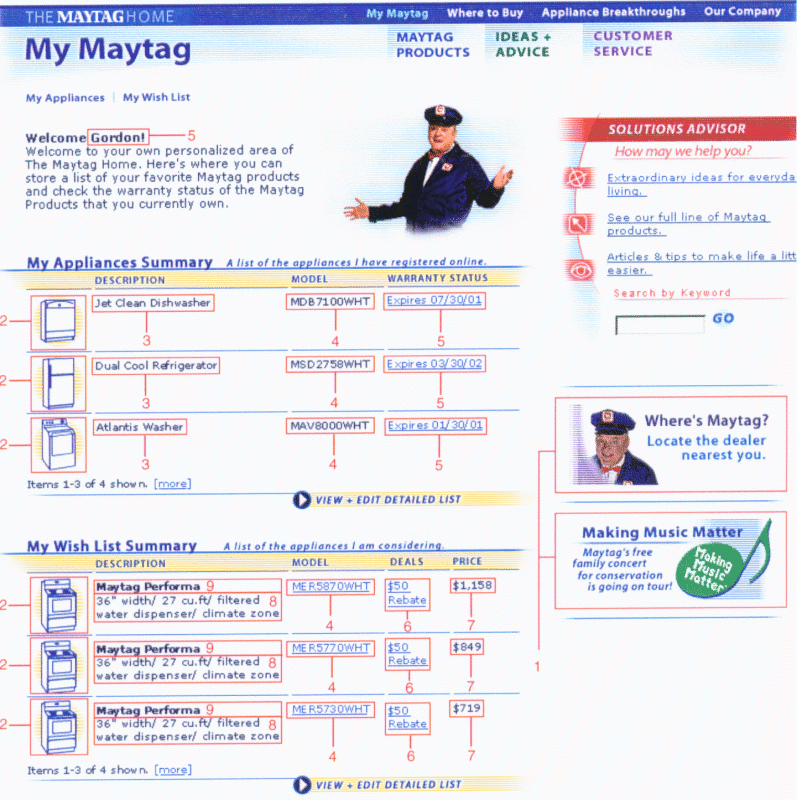 THE MAYTAG HOME
My Maytag Where to Buy Appliance Breakthroughs Our Company
My Maytag
MAYTAG PRODUCTS
IDEAS + ADVICE
CUSTOMER SERVICE
My Appliances | My Wish List
Welcome Gordon! 5
Welcome to your own personalized area of
The Maytag Home. Here's where you can
store a list of your favorite Maytag products
and check the warranty status of the Maytag
Products that you currently own.
SOLUTIONS ADVISOR
How may we help you?
Extraordinary ideas for everyda
living.
See our full line of Maytag
products.
Articles & tips to make life a litt
easier.
Search by Keyword
GO
My Appliances Summary A list of the appliances I have registered online.
DESCRIPTION MODEL WARRANTY STATUS
Jet Clean Dishwasher MDB7100WHT Expires 07/30/01
2 3 4 5
Dual Cool Refrigerator MSD2758WHT Expires 03/30/02
2 3 4 5
Atlantis Washer MAV8000WHT Expires 01/30/01
2 3 4 5
Items 1-3 of 4 shown. [more]
VIEW + EDIT DETAILED LIST
Where's Maytag?
Locate the dealer
nearest you.
Making Music Matter
Maytag's free
family concert
for conservation
is going on tour!
Making
Music
Matter
1
My Wish List Summary A list of the appliances I am considering.
DESCRIPTION MODEL DEALS PRICE
Maytag Performa 9 MER5870WHT $50 $1,158
36" width/ 27 cu.ft/ filtered 8 Rebate
water dispenser/ climate zone
2 4 6 7
Maytag Performa 9 MER5770WHT $50 $849
36" width/ 27 cu.ft/ filtered 8 Rebate
water dispenser/ climate zone
2 4 6 7
Maytag Performa 9 MER5730WHT $50 $719
36" width/ 27 cu.ft/ filtered 8 Rebate
water dispenser/ climate zone
2 4 6 7
Items 1-3 of 4 shown. [more]
VIEW + EDIT DETAILED LIST